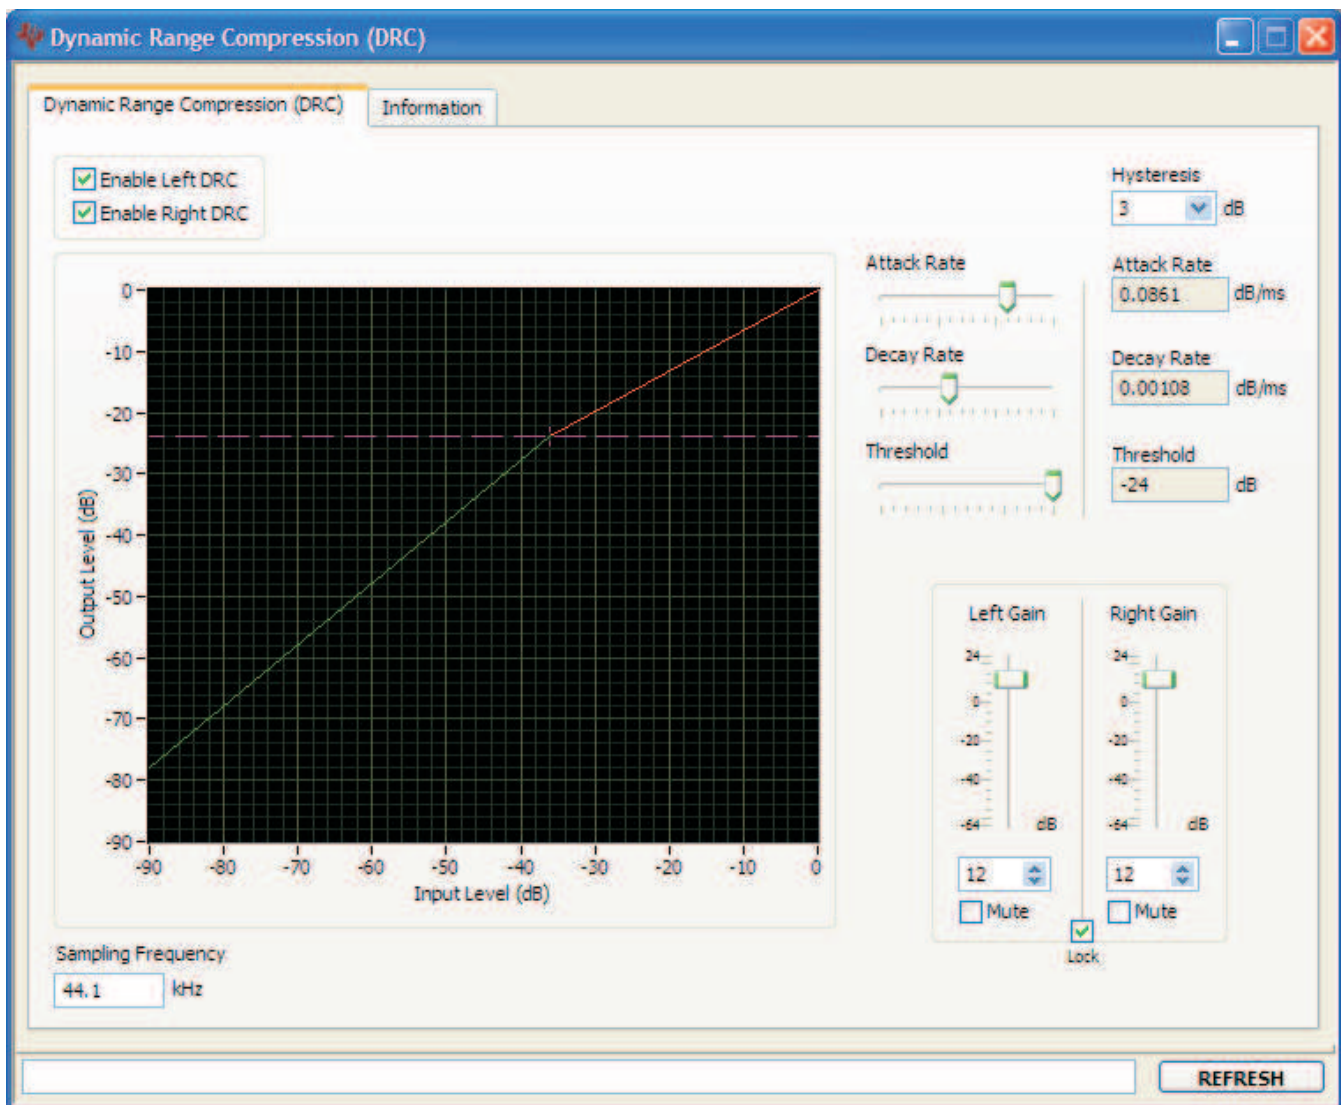 Dynamic Range Compression (DRC)
Dynamic Range Compression (DRC)
Information
Enable Left DRC
Enable Right DRC
Hysteresis
3 dB
Attack Rate
Attack Rate
0.0861 dB/ms
Decay Rate
Decay Rate
0.00108 dB/ms
Threshold
Threshold
-24 dB
Output Level (dB)
0
-10
-20
-30
-40
-50
-60
-70
-80
-90
-90 -80 -70 -60 -50 -40 -30 -20 -10 0
Input Level (dB)
Left Gain
24
0
-20
-40
-64
dB
12
Mute
Right Gain
24
0
-20
-40
-64
dB
12
Mute
Lock
Sampling Frequency
44.1 kHz
REFRESH